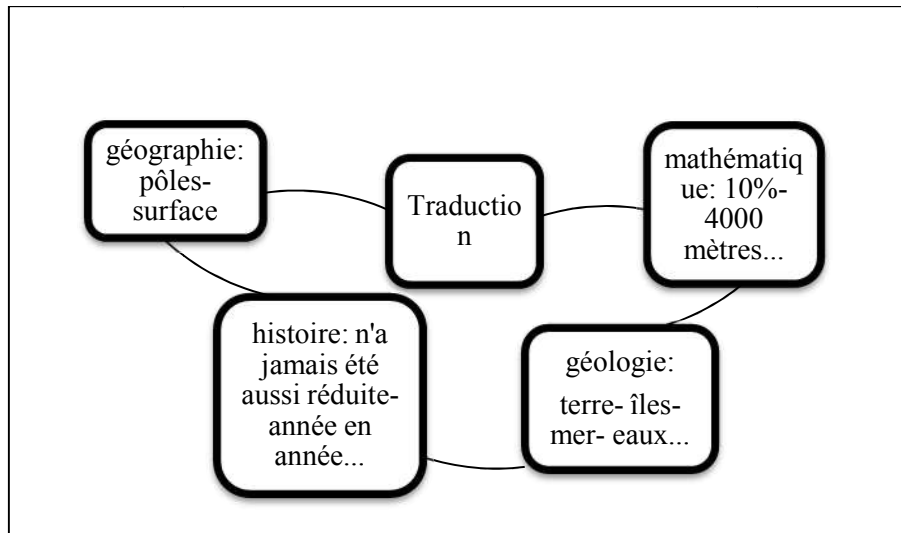 géographie:
pôles-
surface
Traductio
n
mathématiq
ue: 10%-
4000
mètres...
histoire: n'a
jamais été
aussi réduite-
année en
année...
géologie:
terre- îles-
mer- eaux...